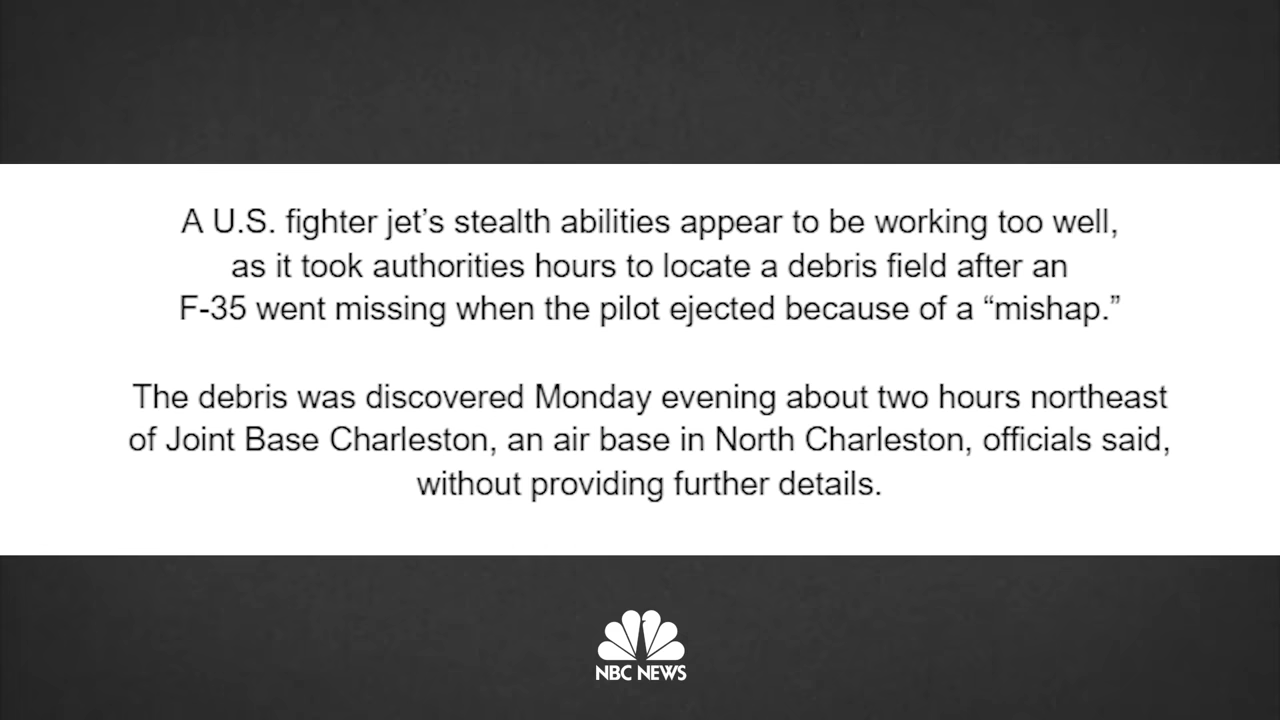 A U.S. fighter jet’s stealth abilities appear to be working too well,
as it took authorities hours to locate a debris field after an
F-35 went missing when the pilot ejected because of a “mishap.”
The debris was discovered Monday evening about two hours northeast
of Joint Base Charleston, an air base in North Charleston, officials said,
without providing further details.
NBC NEWS